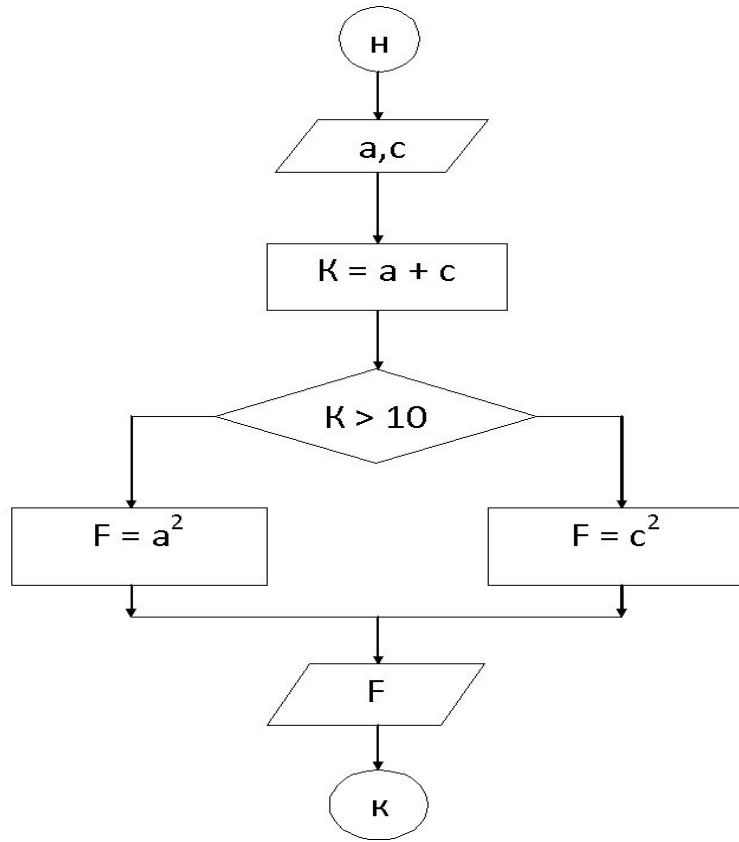 н
a,c
К = a + c
К > 10
F = a²
F = c²
F
к